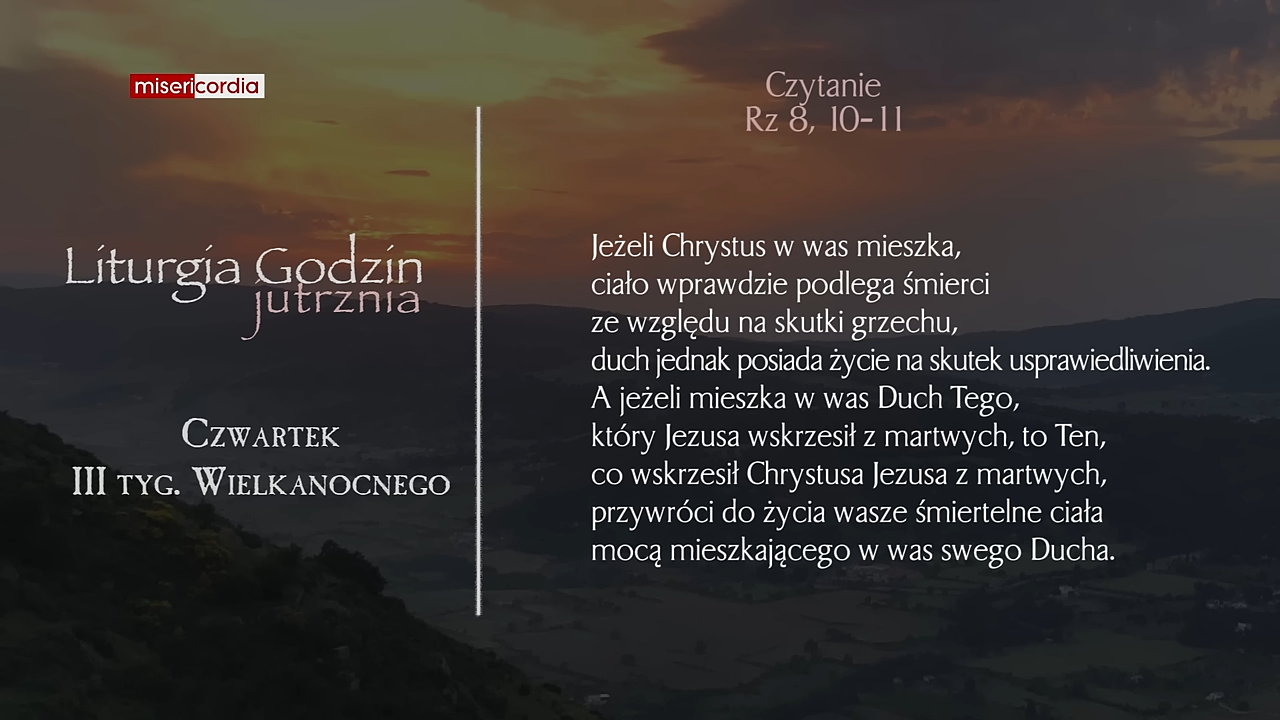 misericordia
Liturgia Godzin
jutrznia
Czwartek
III tyg. Wielkanocnego
Czytanie
Rz 8, 10-11
Jeżeli Chrystus w was mieszka,
ciało wprawdzie podlega śmierci
ze względu na skutki grzechu,
duch jednak posiada życie na skutek usprawiedliwienia.
A jeżeli mieszka w was Duch Tego,
który Jezusa wskrzesił z martwych, to Ten,
co wskrzesił Chrystusa Jezusa z martwych,
przywróci do życia wasze śmiertelne ciała
mocą mieszkającego w was swego Ducha.